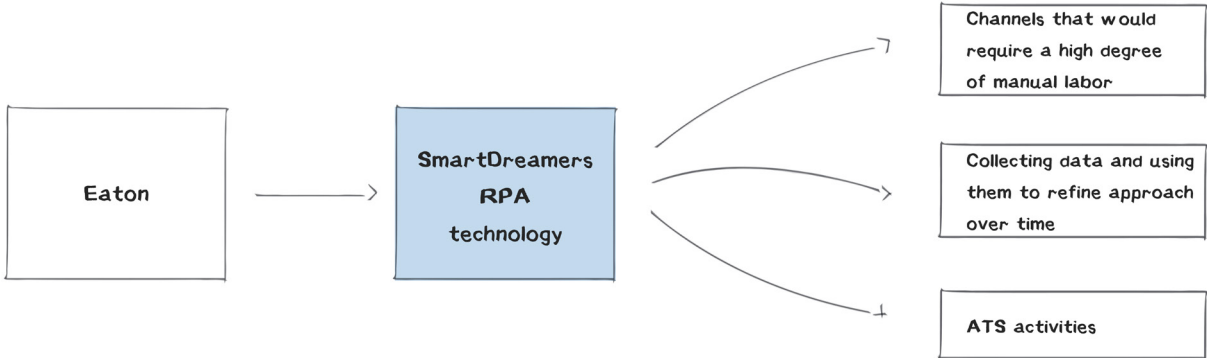 Eaton
SmartDreamers
RPA
technology
Channels that would
require a high degree
of manual labor
Collecting data and using
them to refine approach
over time
ATS activities